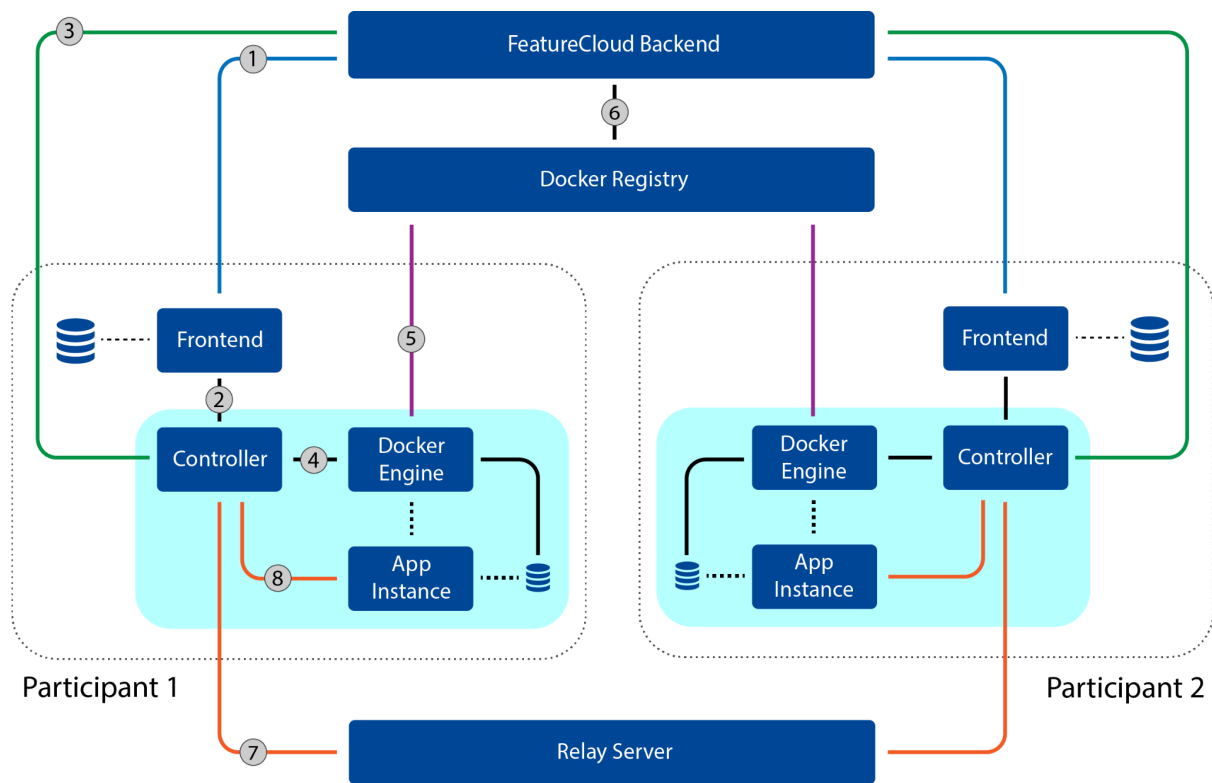 3
FeatureCloud Backend
1
6
Docker Registry
Frontend
5
Frontend
2
Controller
4
Docker
Engine
Docker
Engine
Controller
8
App
Instance
App
Instance
Participant 1
Participant 2
7
Relay Server